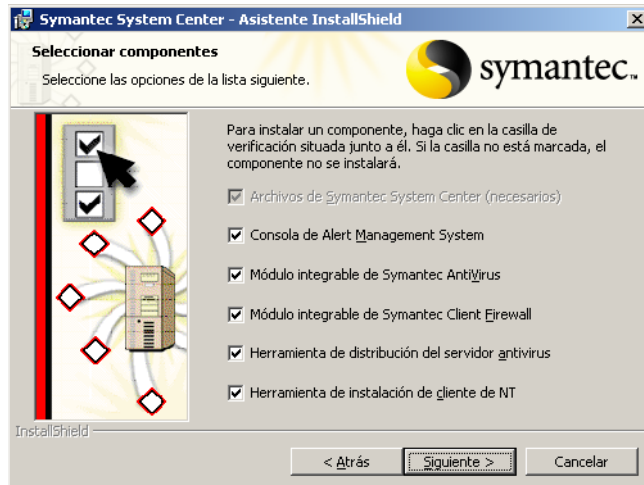 Symantec System Center - Asistente InstallShield
Seleccionar componentes
Seleccione las opciones de la lista siguiente.
symantec™
Para instalar un componente, haga clic en la casilla de
verificación situada junto a él. Si la casilla no está marcada, el
componente no se instalará.
Archivos de Symantec System Center (necesarios)
Consola de Alert Management System
Módulo integrable de Symantec AntiVirus
Módulo integrable de Symantec Client Firewall
Herramienta de distribución del servidor antivirus
Herramienta de instalación de cliente de NT
InstallShield
< Atrás
Siguiente >
Cancelar